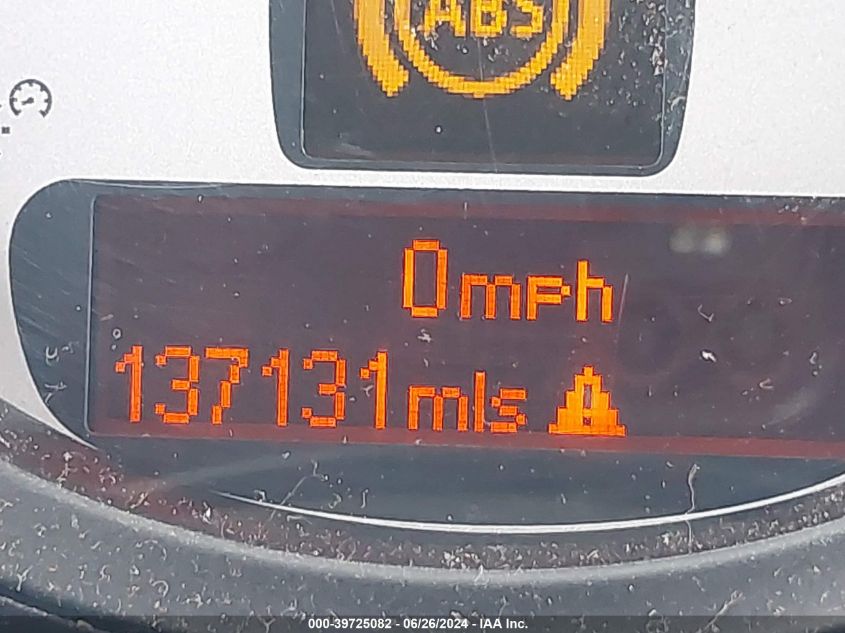 ABS
0mph
137131mls
000-39725082 - 06/26/2024 - IAA Inc.